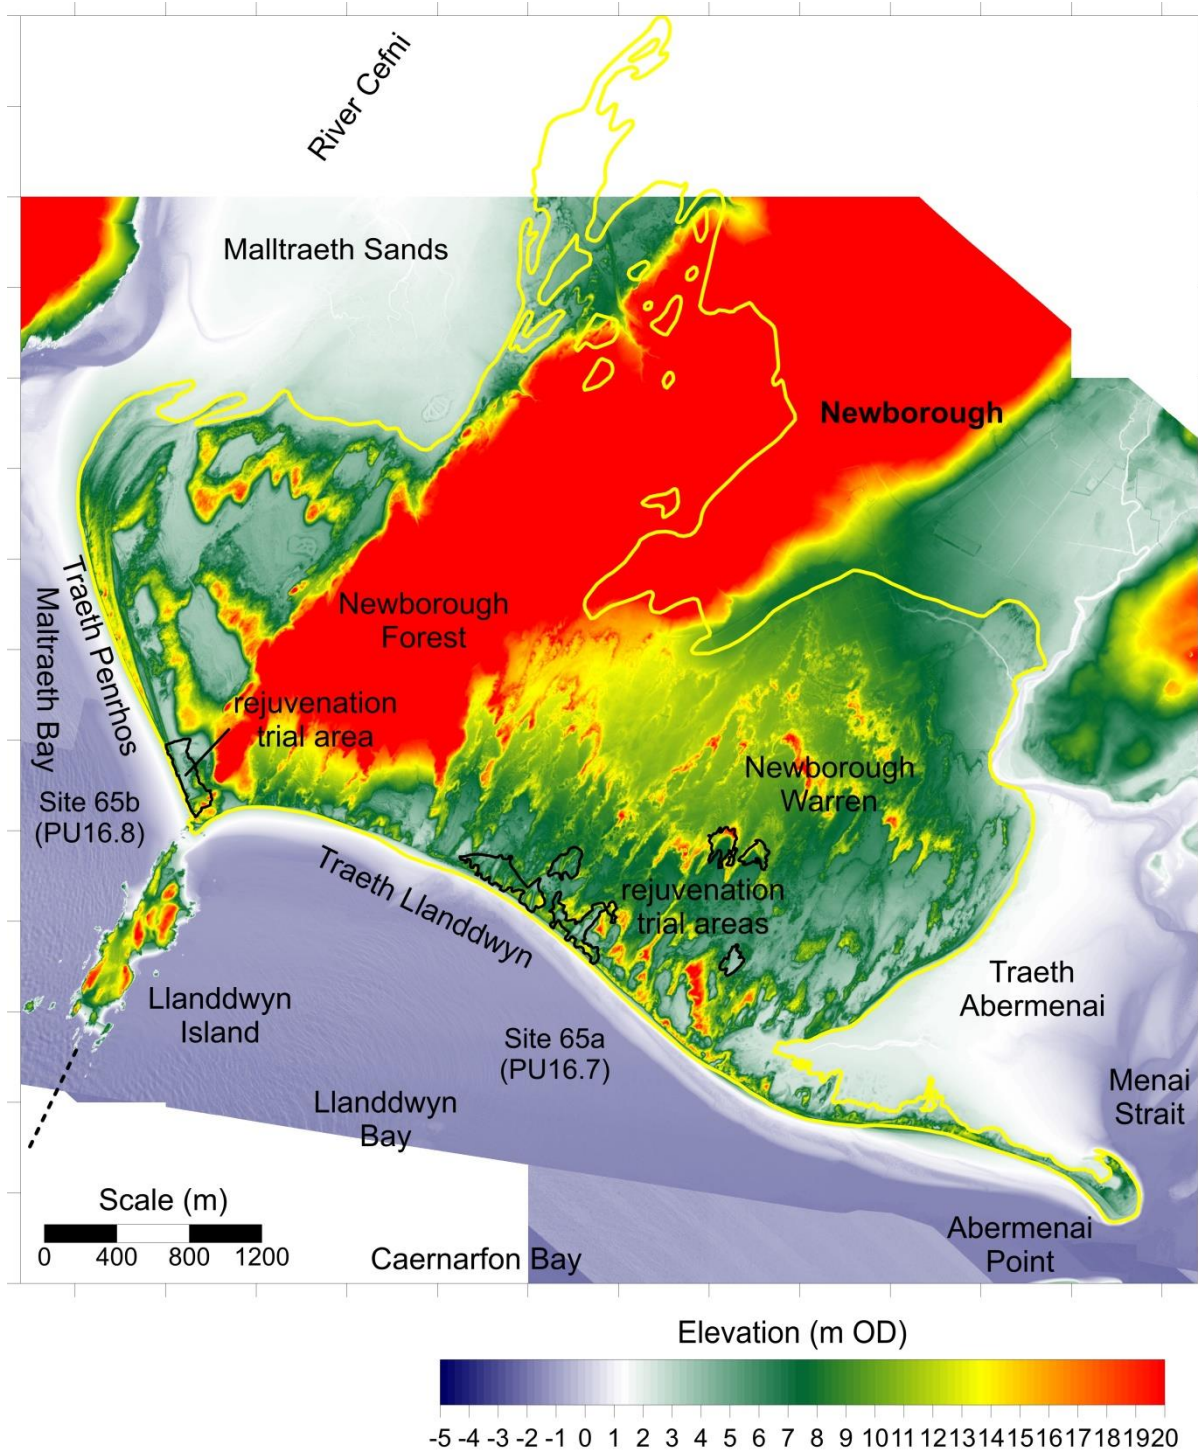 River Cefni
Malltraeth Sands
Newborough
Traeth Penrhos
Maltraeth Bay
Newborough
Forest
rejuvenation
trial area
Newborough
Warren
Site 65b
(PU16.8)
Traeth Llanddwyn
rejuvenation
trial areas
Llanddwyn
Island
Traeth
Abermenai
Site 65a
(PU16.7)
Menai
Strait
Llanddwyn
Bay
Scale (m)
0 400 800 1200
Caernarfon Bay
Abermenai
Point
Elevation (m OD)
-5 -4 -3 -2 -1 0 1 2 3 4 5 6 7 8 9 10 11 12 13 14 15 16 17 18 19 20